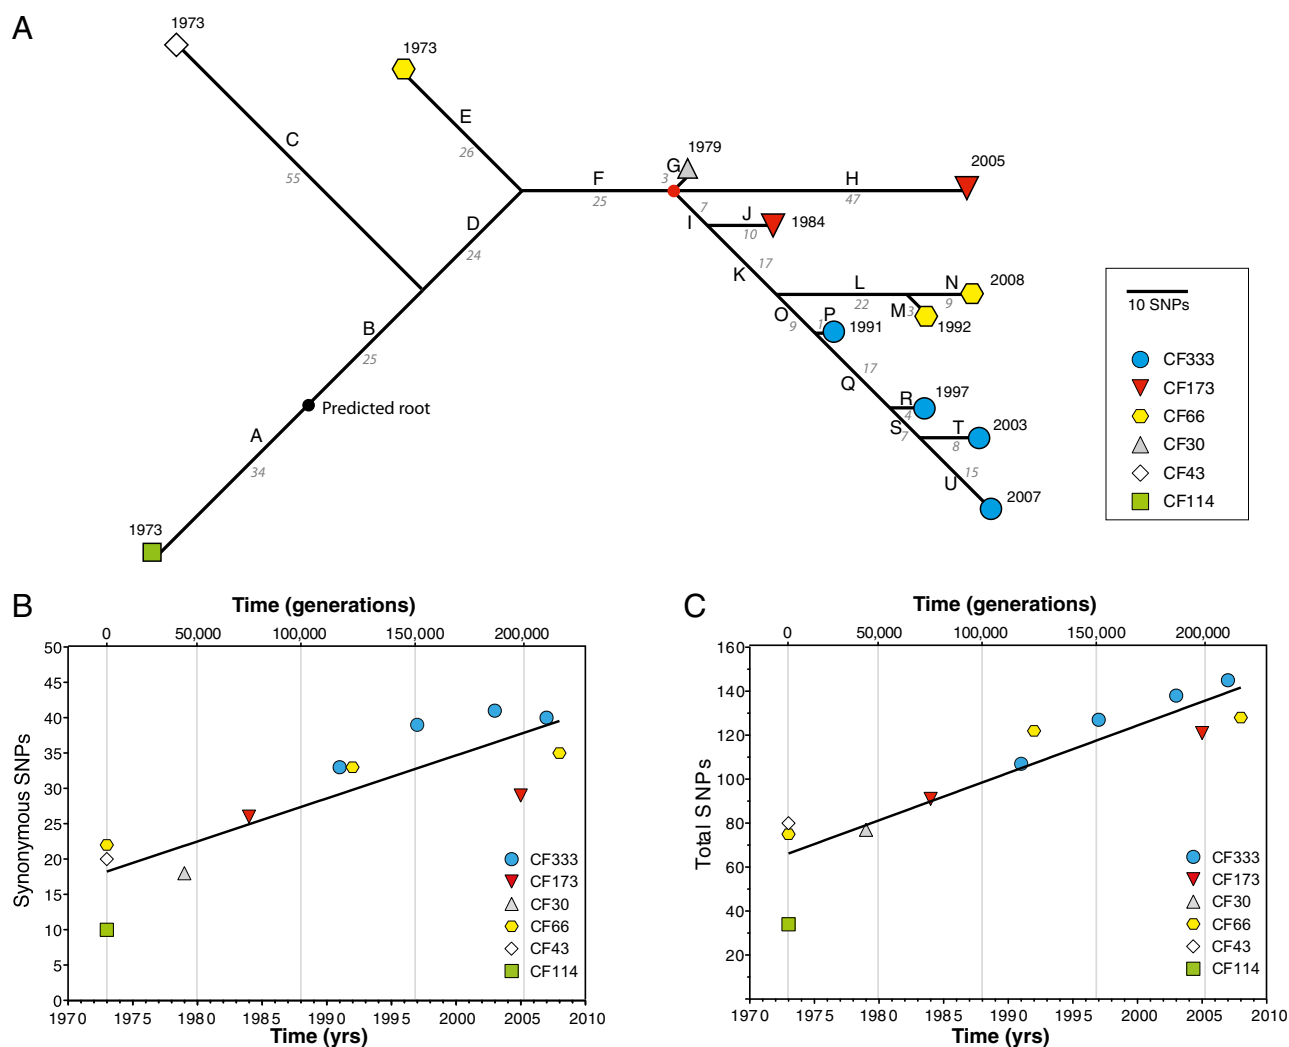 A
1973
1973
C
55
E
26
1979
G
3
2005
H
47
F
25
7
I
J
10
1984
D
24
17
K
L
22
N
9
2008
M
3
1992
O
9
P
1
1991
10 SNPs
B
25
17
Q
CF333
CF173
CF66
CF30
CF43
CF114
Predicted root
R
4
1997
S
7
T
8
2003
A
34
15
U
2007
1973
B
Time (generations)
0 50,000 100,000 150,000 200,000
50
45
40
35
30
25
20
15
10
5
0
Synonymous SNPs
CF333
CF173
CF30
CF66
CF43
CF114
1970 1975 1980 1985 1990 1995 2000 2005 2010
Time (yrs)
C
Time (generations)
0 50,000 100,000 150,000 200,000
160
140
120
100
80
60
40
20
Total SNPs
CF333
CF173
CF30
CF66
CF43
CF114
1970 1975 1980 1985 1990 1995 2000 2005 2010
Time (yrs)